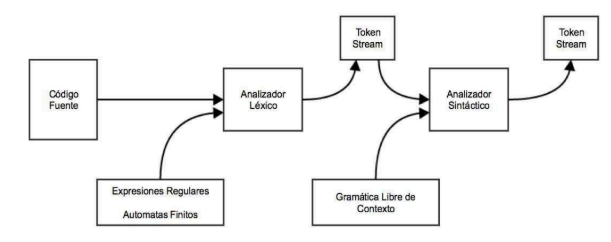 Token
Stream
Token
Stream
Código
Fuente
Analizador
Léxico
Analizador
Sintáctico
Expresiones Regulares
Automatas Finitos
Gramática Libre de
Contexto